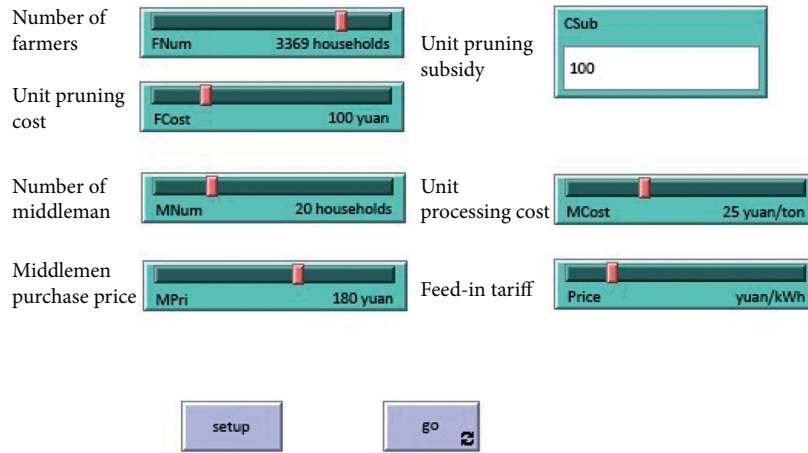 Number of
farmers
FNum 3369 households
Unit pruning
subsidy
CSub
100
Unit pruning
cost
FCost 100 yuan
Number of
middleman
MNum 20 households
Unit
processing cost
MCost 25 yuan/ton
Middlemen
purchase price
MPri 180 yuan
Feed-in tariff
Price yuan/kWh
setup
go